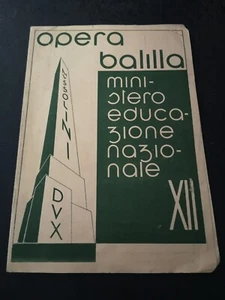 opera
balilla
mini-
stero
educa-
zione
nazio-
nale
XII
MUSSOLINI
DVX